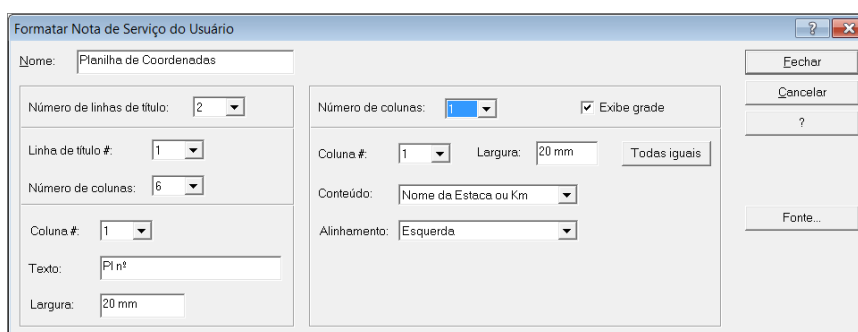 Formatar Nota de Serviço do Usuário
Nome: Planilha de Coordenadas
Fechar
Cancelar
?
Fonte...
Número de linhas de título: 2
Linha de título #: 1
Número de colunas: 6
Coluna #: 1
Texto: PI nº
Largura: 20 mm
Número de colunas: 1 Exibe grade
Coluna #: 1 Largura: 20 mm Todas iguais
Conteúdo: Nome da Estaca ou Km
Alinhamento: Esquerda